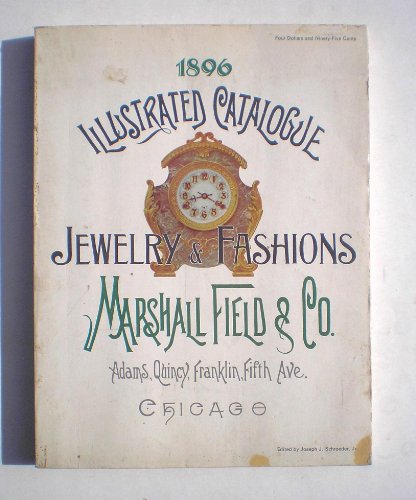 Four Dollars and Ninety-Five Cents
1896
ILLUSTRATED CATALOGUE
JEWELRY & FASHIONS
MARSHALL FIELD & CO.
Adams, Quincy, Franklin, Fifth Ave.
CHICAGO
Edited by Joseph J. Schroeder, Jr.